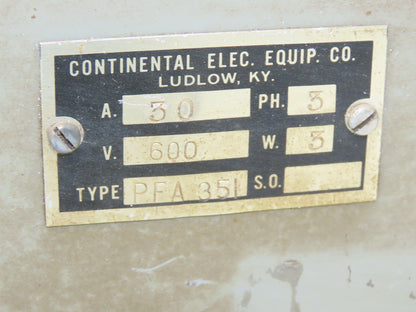 CONTINENTAL ELEC. EQUIP. CO.
LUDLOW, KY.
A. 30 PH. 3
V. 600 W. 3
TYPE PFA 351 S.O.